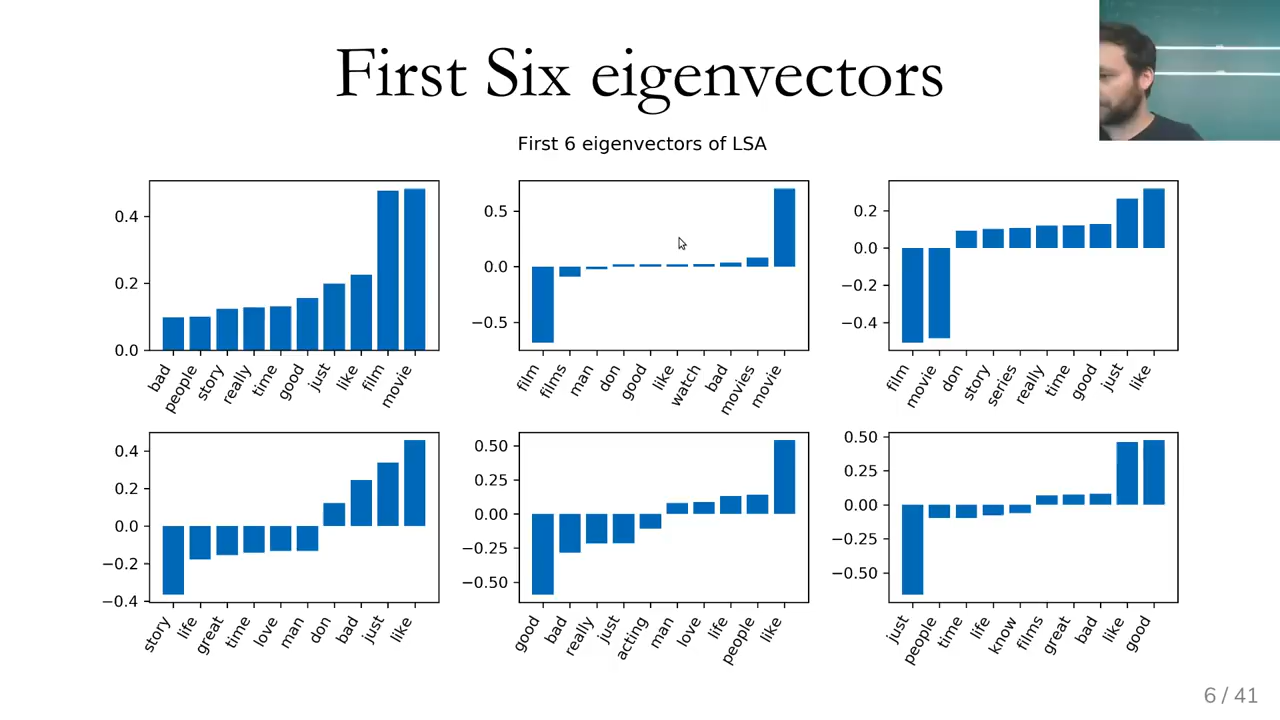 First Six eigenvectors
First 6 eigenvectors of LSA
0.4
0.2
0.0
bad people story really time good just like film movie
0.5
0.0
−0.5
film films man don good like watch bad movies movie
0.2
0.0
−0.2
−0.4
film movie don story series really time good just like
0.4
0.2
0.0
−0.2
−0.4
story life great time love man don bad just like
0.50
0.25
0.00
−0.25
−0.50
good bad really just acting man love life people like
0.50
0.25
0.00
−0.25
−0.50
just people time life know films great bad like good
6 / 41